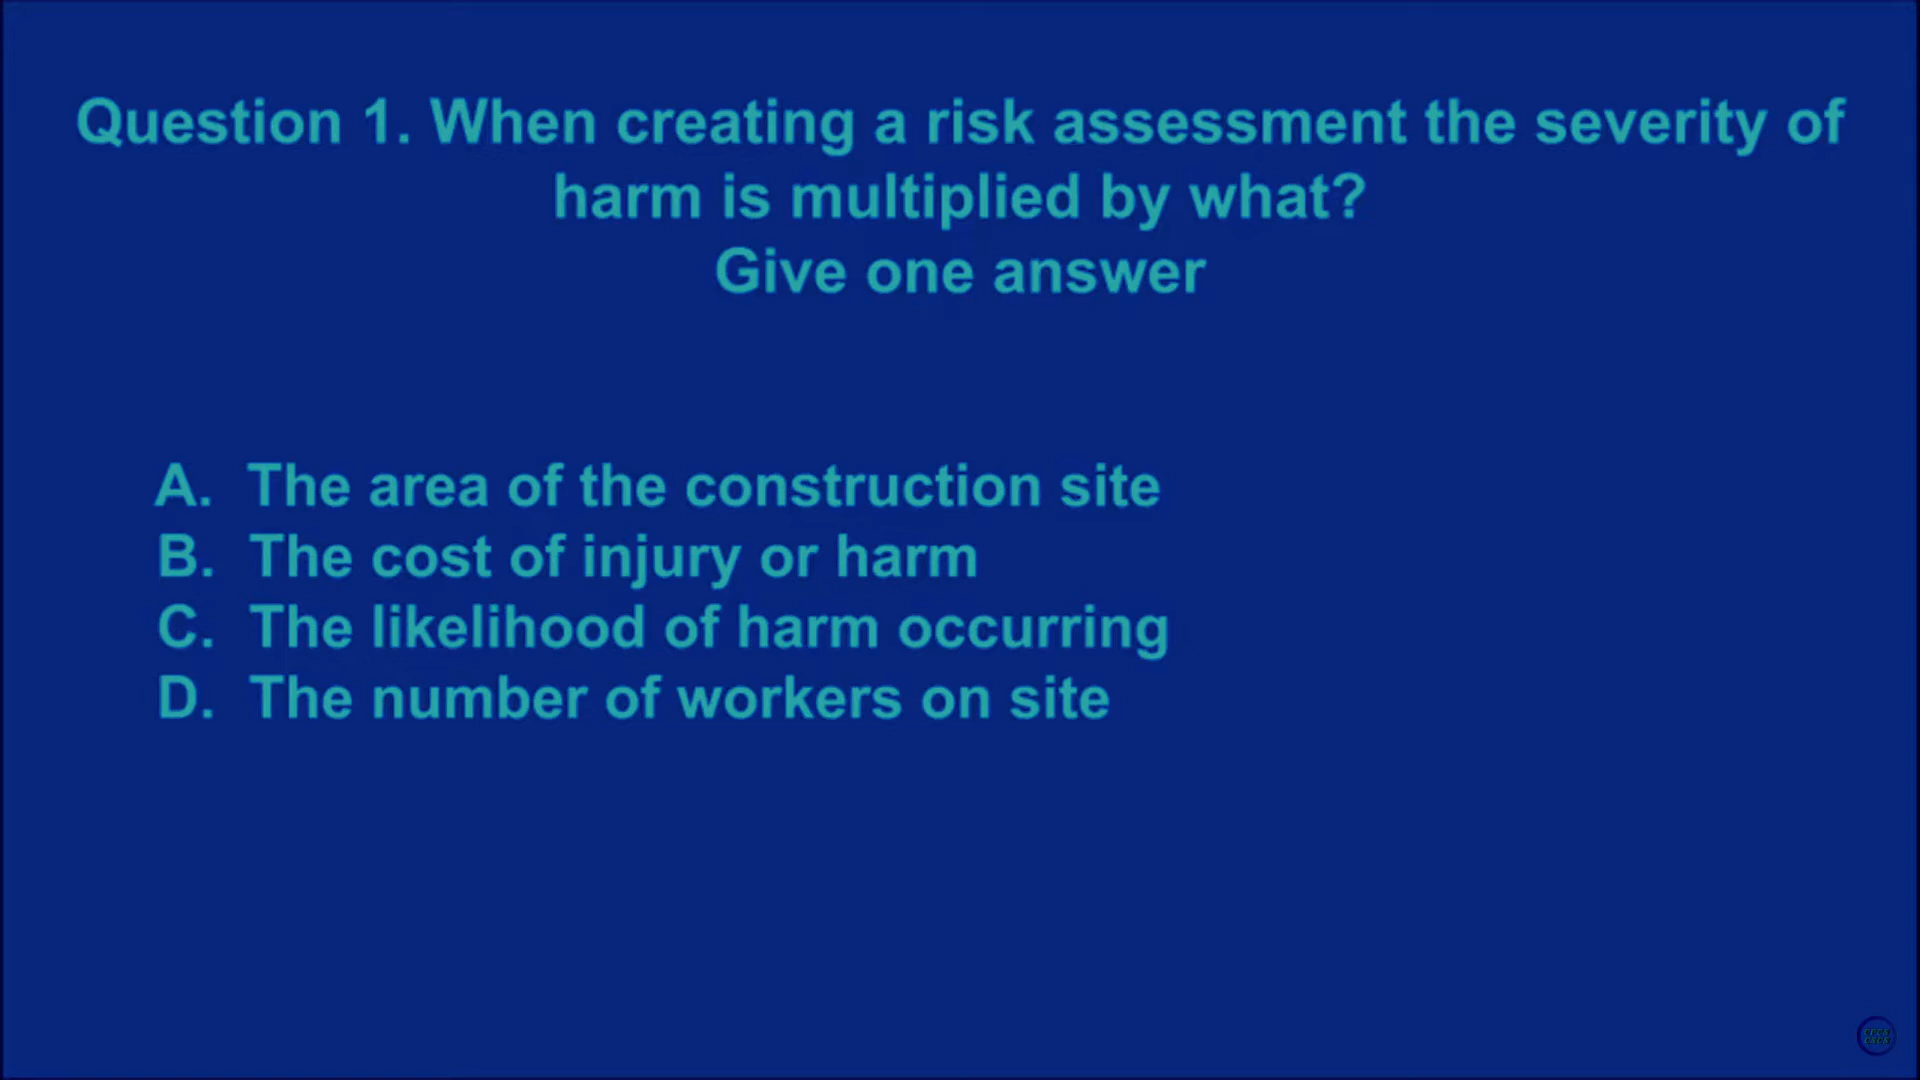 Question 1. When creating a risk assessment the severity of
harm is multiplied by what?
Give one answer
A. The area of the construction site
B. The cost of injury or harm
C. The likelihood of harm occurring
D. The number of workers on site